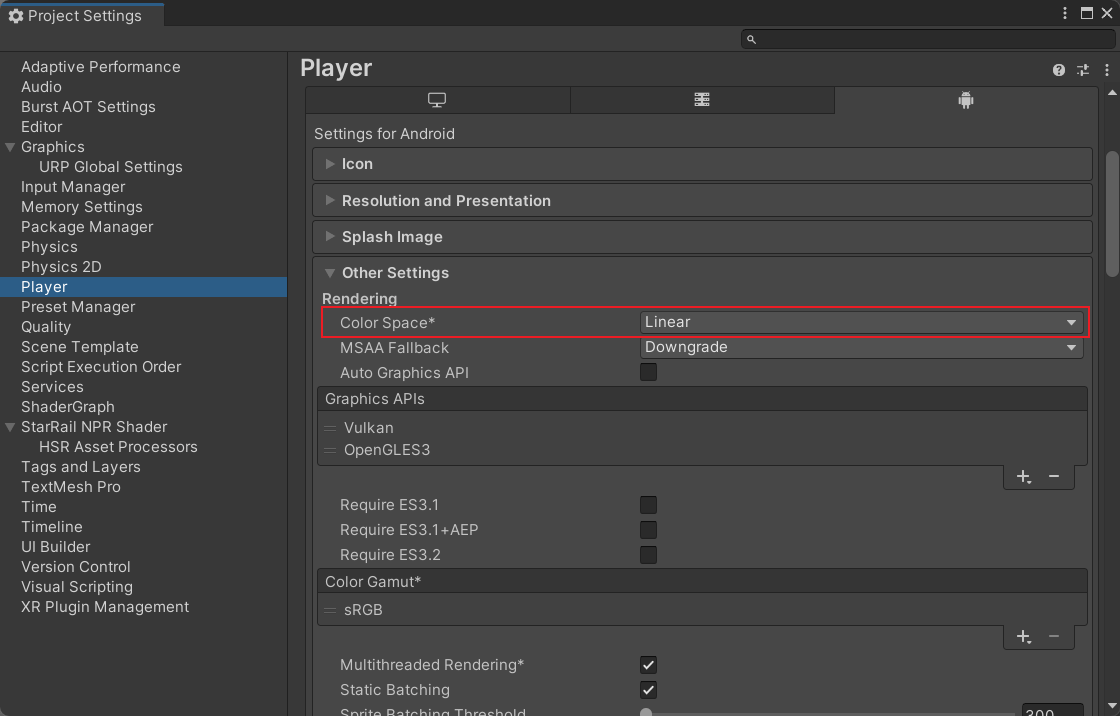 Project Settings
Adaptive Performance
Audio
Burst AOT Settings
Editor
Graphics
URP Global Settings
Input Manager
Memory Settings
Package Manager
Physics
Physics 2D
Player
Preset Manager
Quality
Scene Template
Script Execution Order
Services
ShaderGraph
StarRail NPR Shader
HSR Asset Processors
Tags and Layers
TextMesh Pro
Time
Timeline
UI Builder
Version Control
Visual Scripting
XR Plugin Management
Player
Settings for Android
Icon
Resolution and Presentation
Splash Image
Other Settings
Rendering
Color Space* Linear
MSAA Fallback Downgrade
Auto Graphics API
Graphics APIs
Vulkan
OpenGLES3
Require ES3.1
Require ES3.1+AEP
Require ES3.2
Color Gamut*
sRGB
Multithreaded Rendering*
Static Batching
Sprite Batching Threshold 300